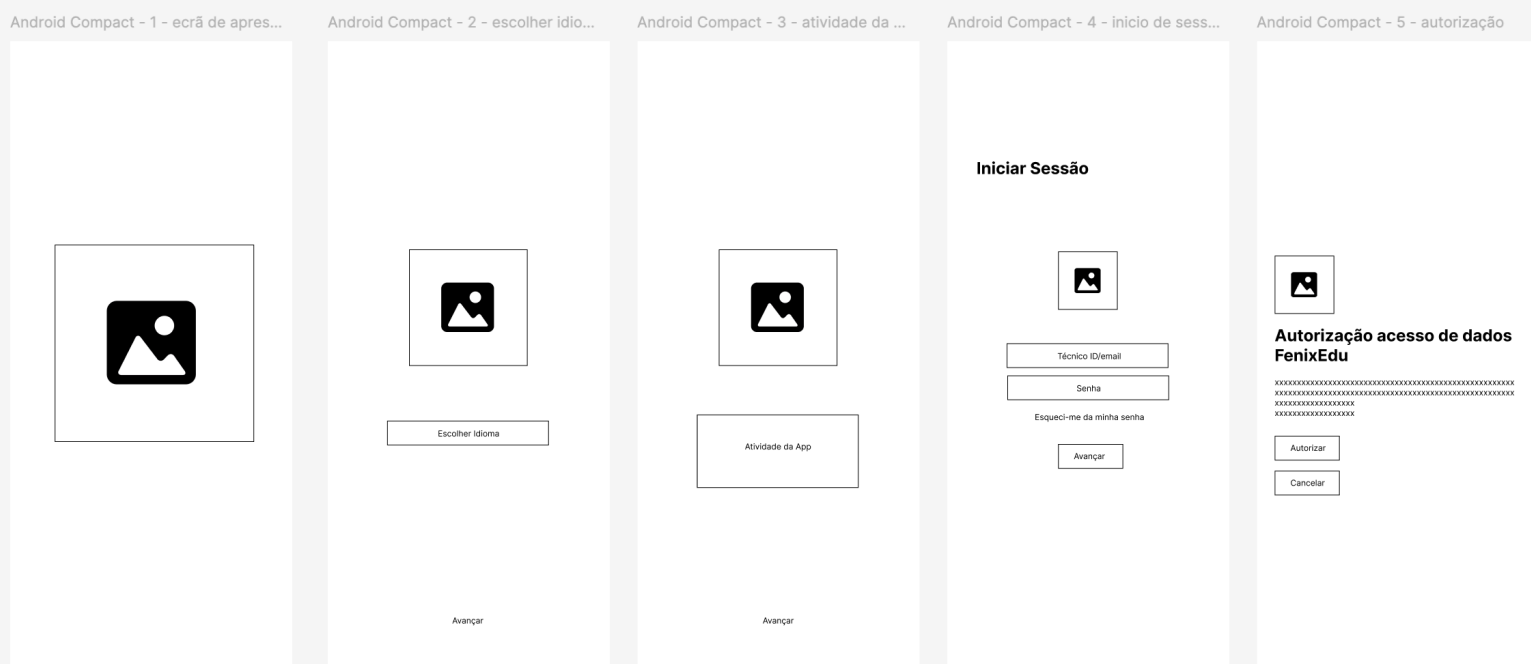 Android Compact - 1 - ecrã de apres...
Android Compact - 2 - escolher idio...
Android Compact - 3 - atividade da ...
Android Compact - 4 - inicio de sess...
Android Compact - 5 - autorização
Escolher Idioma
Avançar
Atividade da App
Avançar
Iniciar Sessão
Técnico ID/email
Senha
Esqueci-me da minha senha
Avançar
Autorização acesso de dados
FenixEdu
xxxxxxxxxxxxxxxxxxxxxxxxxxxxxxxxxxxxxxxxxxxxxxxxxxxxxx
xxxxxxxxxxxxxxxxxxxxxxxxxxxxxxxxxxxxxxxxxxxxxxxxxxxxxx
xxxxxxxxxxxxxxxxxx
xxxxxxxxxxxxxxxxxx
Autorizar
Cancelar